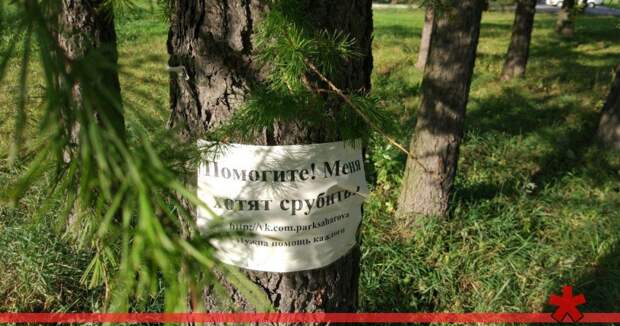 Помогите! Меня
хотят срубить!
http://vk.com.parksaharova
Нужна помощь каждого